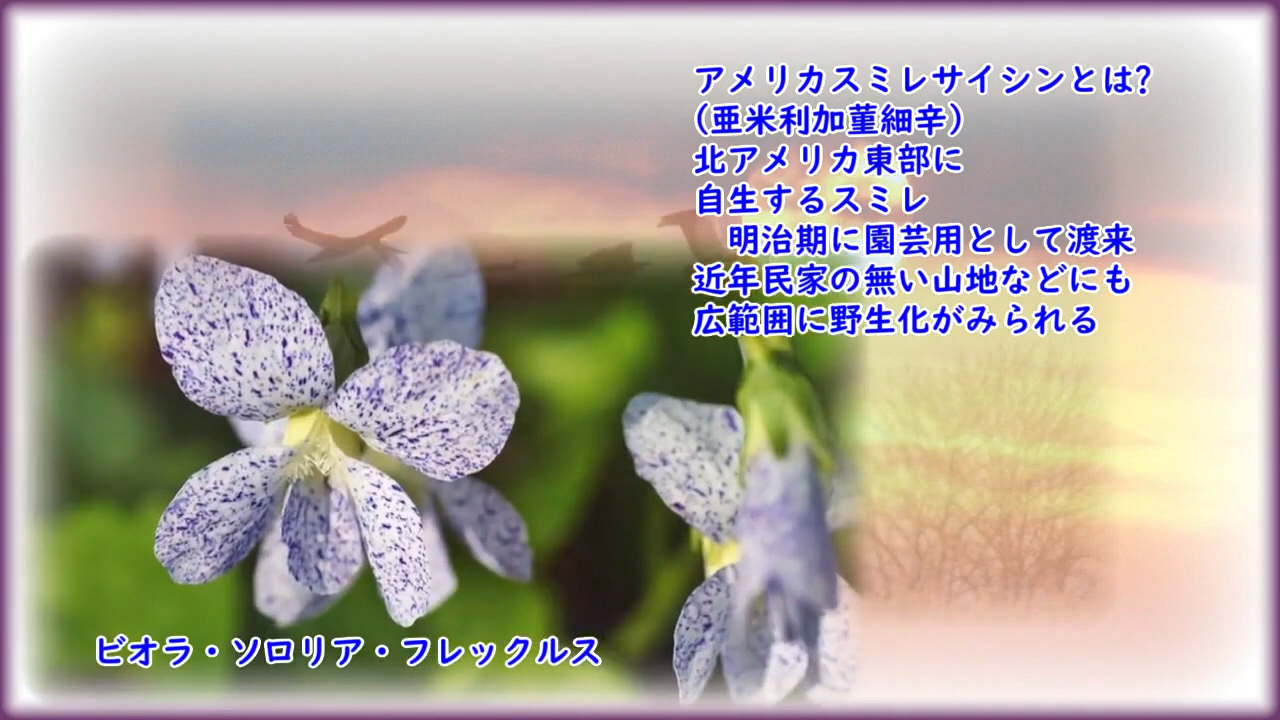 アメリカスミレサイシンとは?
(亜米利加菫細辛)
北アメリカ東部に
自生するスミレ
　明治期に園芸用として渡来
近年民家の無い山地などにも
広範囲に野生化がみられる
ビオラ・ソロリア・フレックルス